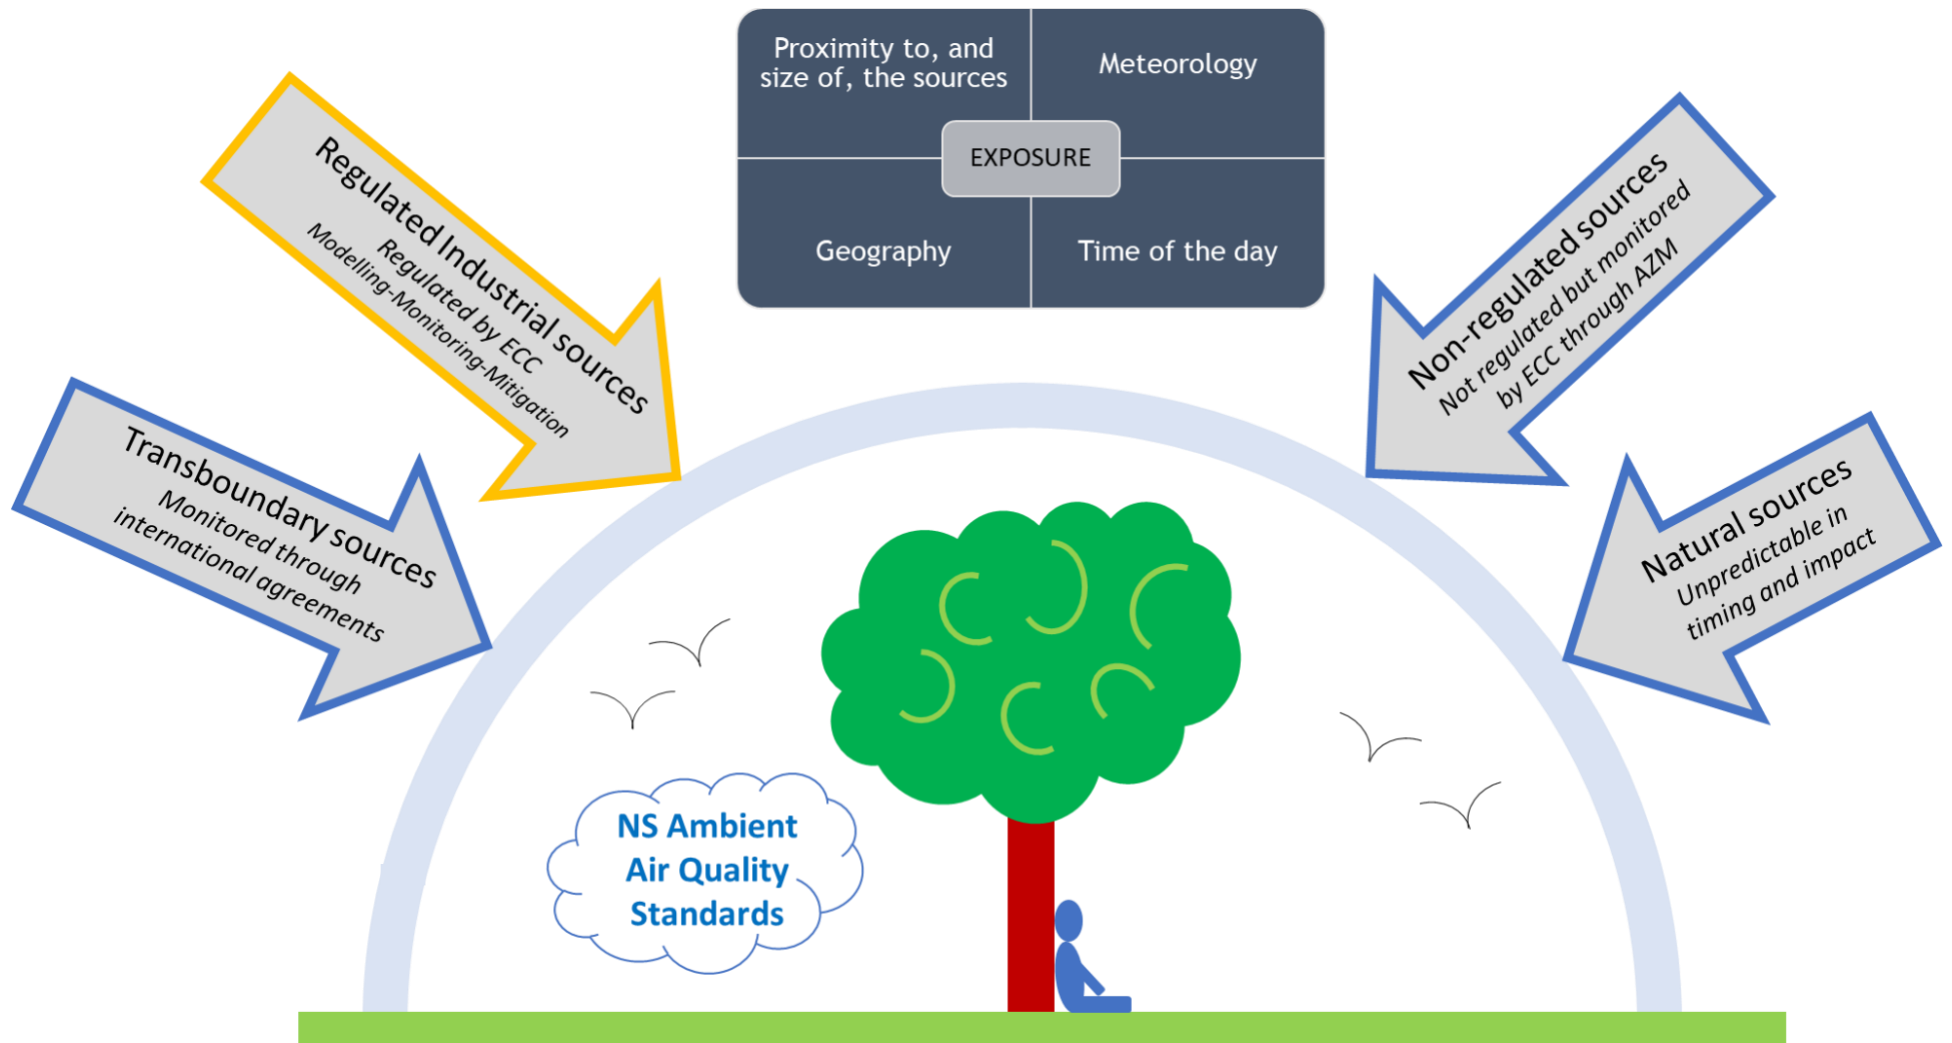 Proximity to, and
size of, the sources
Meteorology
EXPOSURE
Geography
Time of the day
Regulated Industrial sources
Regulated by ECC
Modelling-Monitoring-Mitigation
Transboundary sources
Monitored through
international agreements
Non-regulated sources
Not regulated but monitored
by ECC through AZM
Natural sources
Unpredictable in
timing and impact
NS Ambient
Air Quality
Standards